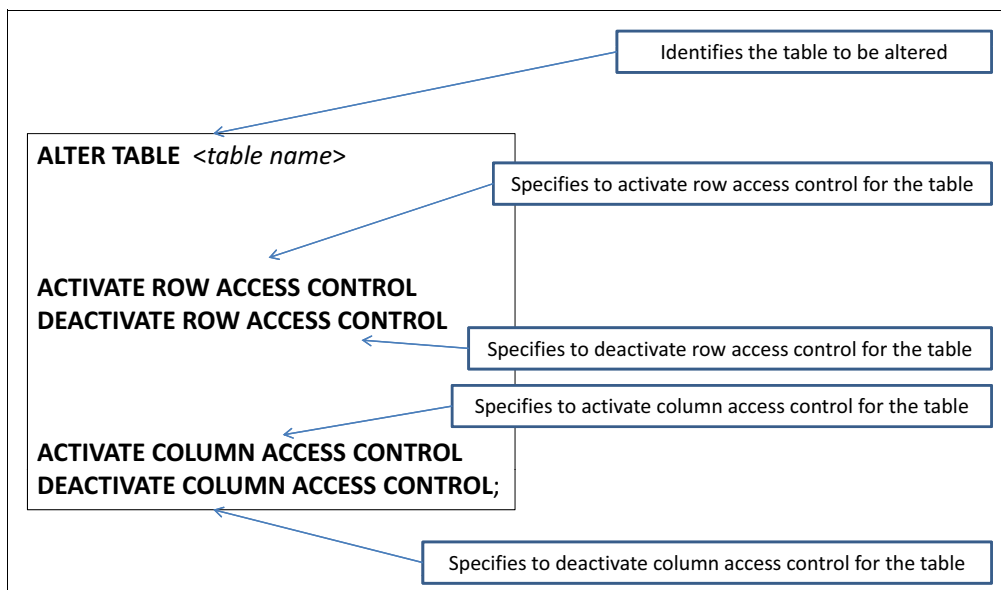 Identifies the table to be altered
ALTER TABLE <table name>
Specifies to activate row access control for the table
ACTIVATE ROW ACCESS CONTROL
DEACTIVATE ROW ACCESS CONTROL
Specifies to deactivate row access control for the table
Specifies to activate column access control for the table
ACTIVATE COLUMN ACCESS CONTROL
DEACTIVATE COLUMN ACCESS CONTROL;
Specifies to deactivate column access control for the table